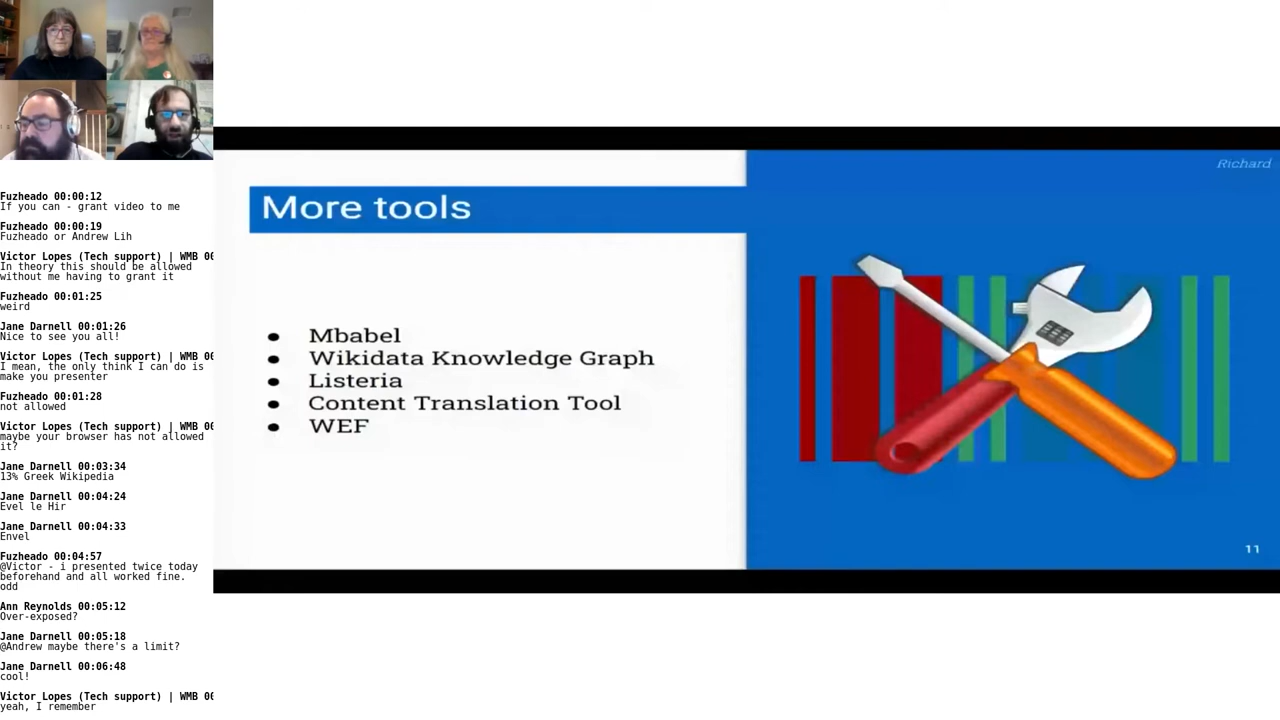 Fuzheado 00:00:12
If you can - grant video to me
Fuzheado 00:00:19
Fuzheado or Andrew Lih
Victor Lopes (Tech support) | WMB 00
In theory this should be allowed
without me having to grant it
Fuzheado 00:01:25
weird
Jane Darnell 00:01:26
Nice to see you all!
Victor Lopes (Tech support) | WMB 00
I mean, the only think I can do is
make you presenter
Fuzheado 00:01:28
not allowed
Victor Lopes (Tech support) | WMB 00
maybe your browser has not allowed
it?
Jane Darnell 00:03:34
13% Greek Wikipedia
Jane Darnell 00:04:24
Evel le Hir
Jane Darnell 00:04:33
Envel
Fuzheado 00:04:57
@Victor - i presented twice today
beforehand and all worked fine.
odd
Ann Reynolds 00:05:12
Over-exposed?
Jane Darnell 00:05:18
@Andrew maybe there's a limit?
Jane Darnell 00:06:48
cool!
Victor Lopes (Tech support) | WMB 00
yeah, I remember
Richard
More tools
● Mbabel
● Wikidata Knowledge Graph
● Listeria
● Content Translation Tool
● WEF
11